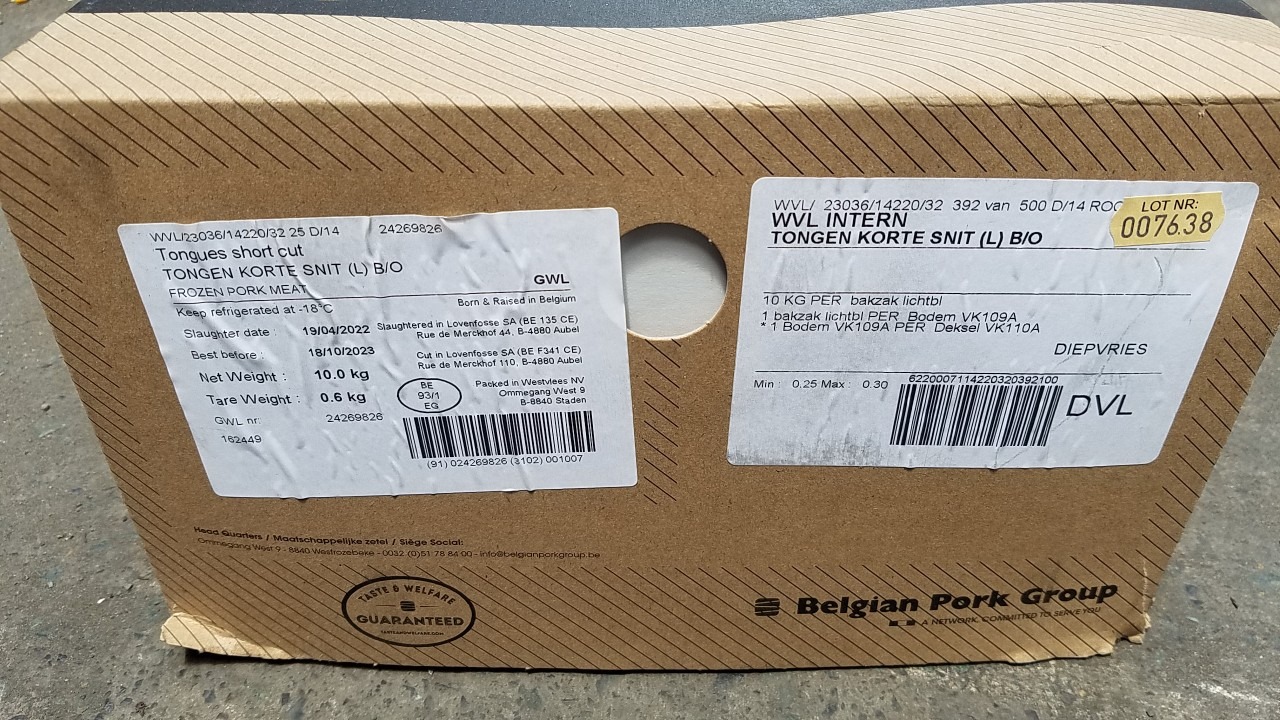 WVL/23036/14220/32 25 D/14 24269826
Tongues short cut
TONGEN KORTE SNIT (L) B/O
FROZEN PORK MEAT
GWL
Keep refrigerated at -18°C
Born & Raised in Belgium
Slaughter date : 19/04/2022
Slaughtered in Lovenfosse SA (BE 135 CE)
Rue de Merckhof 44, B-4880 Aubel
Best before : 18/10/2023
Cut in Lovenfosse SA (BE F341 CE)
Rue de Merckhof 110, B-4880 Aubel
Net Weight : 10.0 kg
Tare Weight : 0.6 kg
BE
93/1
EG
Packed in Westvlees NV
Ommegang West 9
B-8840 Staden
GWL nr: 24269826
162449
(91) 024269826 (3102) 001007
WVL/ 23036/14220/32 392 van 500 D/14
LOT NR:
007638
WVL INTERN
TONGEN KORTE SNIT (L) B/O
10 KG PER bakzak lichtbl
1 bakzak lichtbl PER Bodem VK109A
* 1 Bodem VK109A PER Deksel VK110A
DIEPVRIES
Min : 0.25 Max : 0.30
6220007114220320392100
DVL
Head Quarters / Maatschappelijke zetel / Siège Social:
Ommegang West 9 - 8840 Westrozebeke - 0032 (0)51 78 84 00 - info@belgianporkgroup.be
TASTE & WELFARE
GUARANTEED
TASTEANDWELFARE.COM
Belgian Pork Group
A NETWORK, COMMITTED TO SERVE YOU